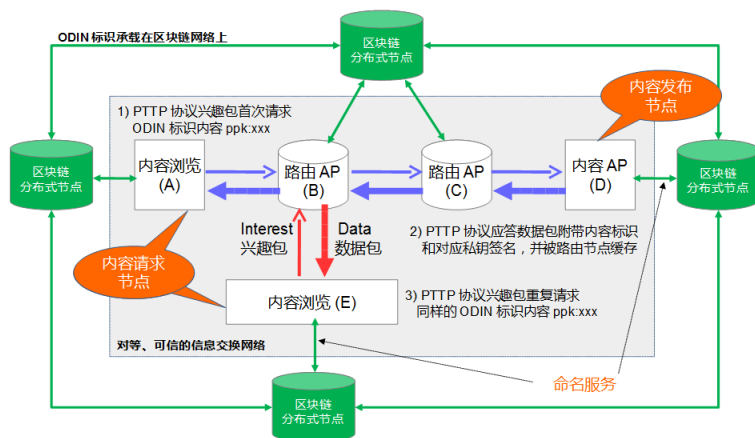 ODIN 标识承载在区块链网络上
区块链
分布式节点
1) PTTP 协议兴趣包首次请求
ODIN 标识内容 ppk:xxx
内容发布
节点
区块链
分布式节点
内容浏览
(A)
路由 AP
(B)
路由 AP
(C)
内容 AP
(D)
区块链
分布式节点
Interest
兴趣包
Data
数据包
2) PTTP 协议应答数据包附带内容标识
和对应私钥签名，并被路由节点缓存
内容请求
节点
内容浏览 (E)
3) PTTP 协议兴趣包重复请求
同样的 ODIN 标识内容 ppk:xxx
对等、可信的信息交换网络
命名服务
区块链
分布式节点